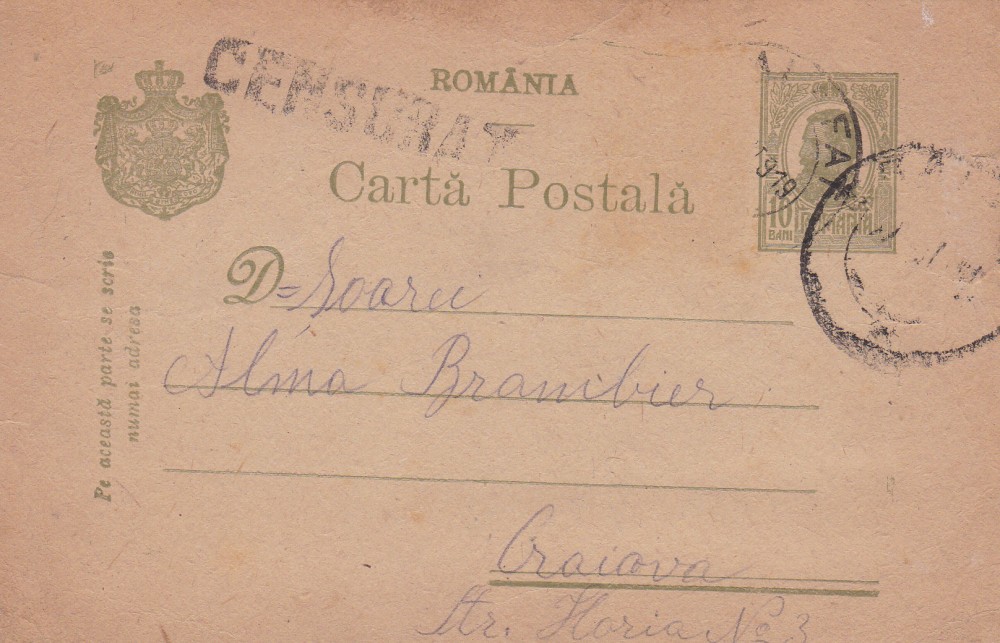 CENSURAT
ROMÂNIA
Cartă Postală
1919
10 BANI
ROMANIA
Pe această parte se scrie
numai adresa
D=Soarei
Alma Brambier
Craiova
Str. Horia No 3